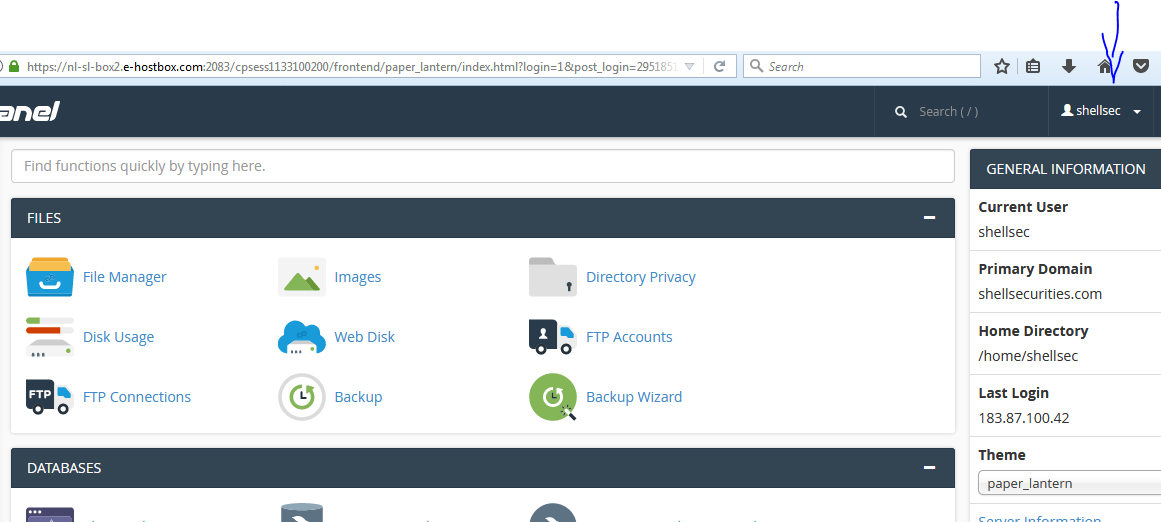 https://nl-sl-box2.e-hostbox.com:2083/cpsess1133100200/frontend/paper_lantern/index.html?login=1&post_login=295185
Search
anel
Search ( / )
shellsec
Find functions quickly by typing here.
GENERAL INFORMATION
FILES
Current User
shellsec
File Manager
Images
Directory Privacy
Primary Domain
shellsecurities.com
Disk Usage
Web Disk
FTP Accounts
Home Directory
/home/shellsec
FTP
FTP Connections
Backup
Backup Wizard
Last Login
183.87.100.42
Theme
paper_lantern
DATABASES
Server Information